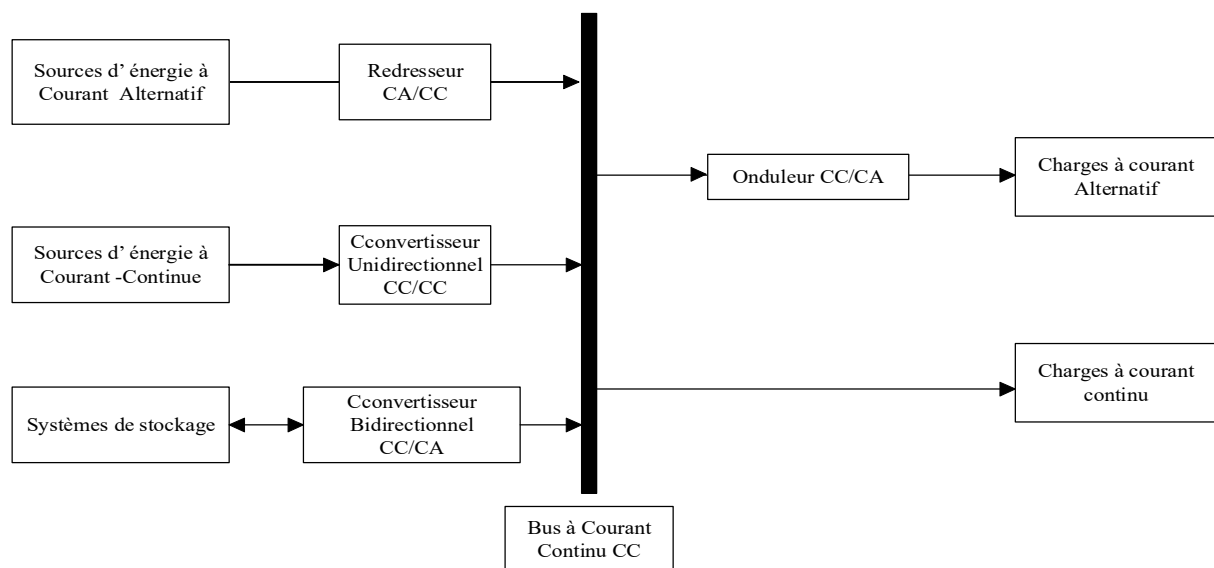 Sources d’ énergie à
Courant Alternatif
Redresseur
CA/CC
Onduleur CC/CA
Charges à courant
Alternatif
Sources d’ énergie à
Courant -Continue
Cconvertisseur
Unidirectionnel
CC/CC
Charges à courant
continu
Systèmes de stockage
Cconvertisseur
Bidirectionnel
CC/CA
Bus à Courant
Continu CC